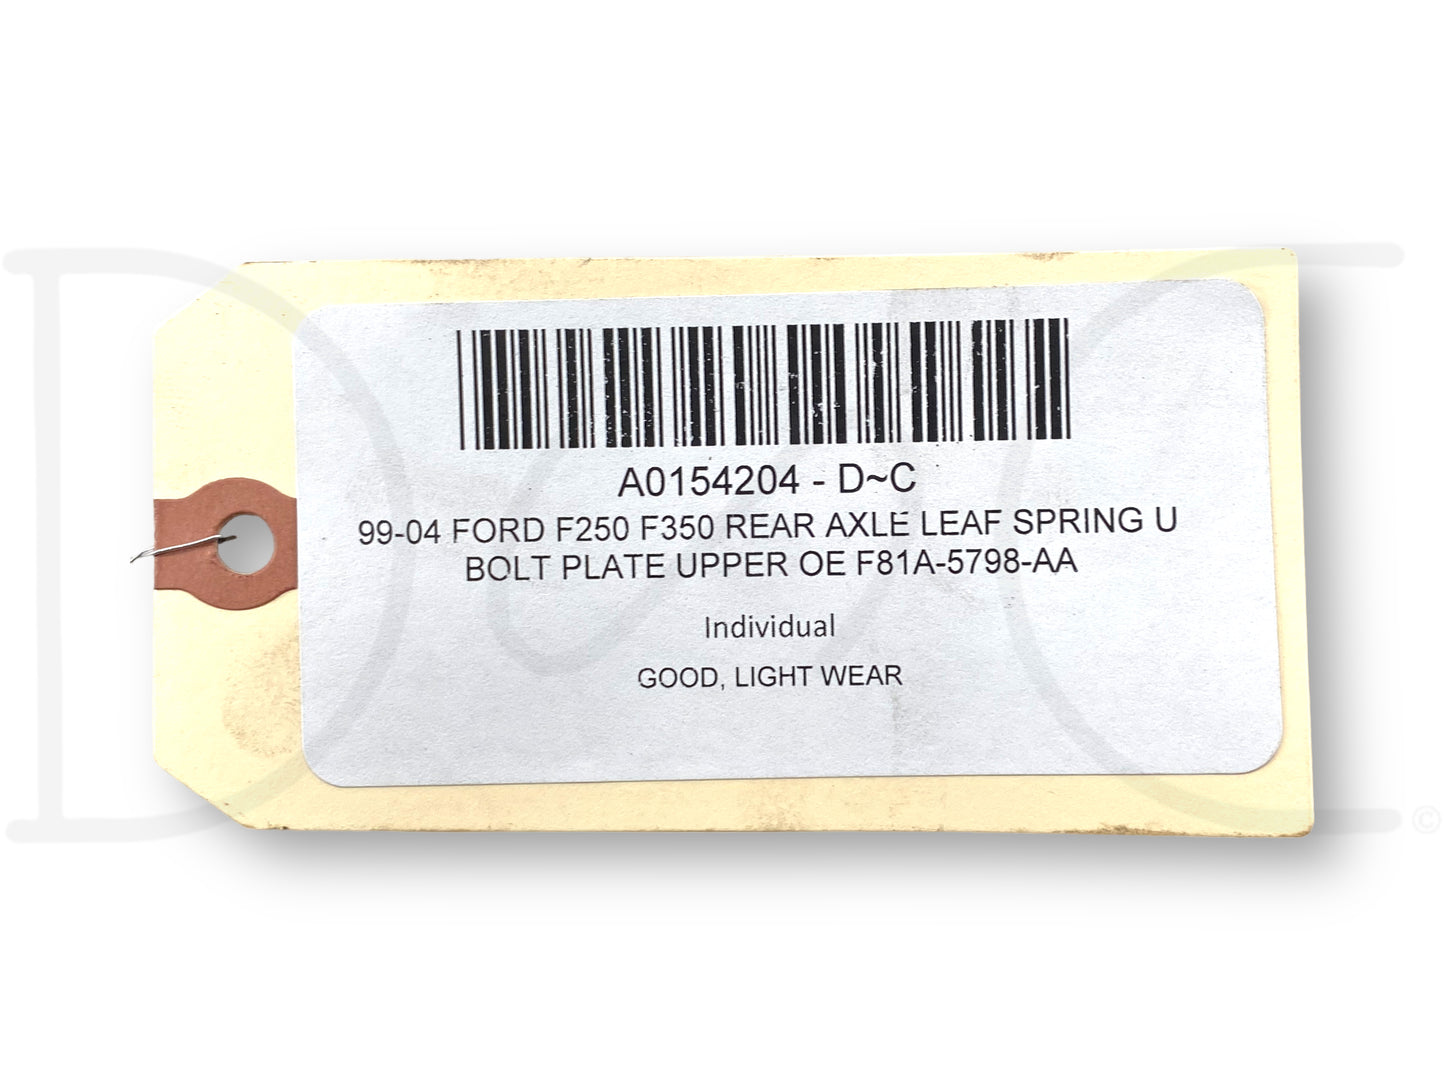 A0154204 - D~C
99-04 FORD F250 F350 REAR AXLE LEAF SPRING U
BOLT PLATE UPPER OE F81A-5798-AA
Individual
GOOD, LIGHT WEAR
D~C ©